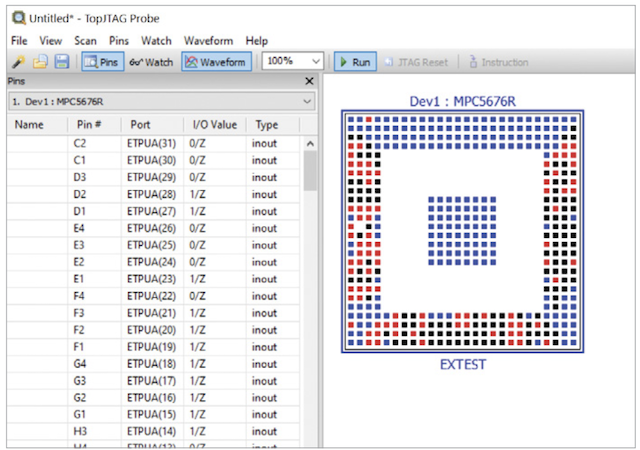 Untitled* - TopJTAG Probe
File View Scan Pins Watch Waveform Help
Pins Watch Waveform 100% Run JTAG Reset Instruction
Pins
1. Dev1 : MPC5676R
Name Pin # Port I/O Value Type
C2 ETPUA(31) 0/Z inout
C1 ETPUA(30) 0/Z inout
D3 ETPUA(29) 0/Z inout
D2 ETPUA(28) 1/Z inout
D1 ETPUA(27) 1/Z inout
E4 ETPUA(26) 0/Z inout
E3 ETPUA(25) 0/Z inout
E2 ETPUA(24) 0/Z inout
E1 ETPUA(23) 1/Z inout
F4 ETPUA(22) 0/Z inout
F3 ETPUA(21) 1/Z inout
F2 ETPUA(20) 1/Z inout
F1 ETPUA(19) 1/Z inout
G4 ETPUA(18) 1/Z inout
G3 ETPUA(17) 1/Z inout
G2 ETPUA(16) 1/Z inout
G1 ETPUA(15) 1/Z inout
H3 ETPUA(14) 1/Z inout
H4 ETPUA(13) 0/Z inout
Dev1 : MPC5676R
EXTEST